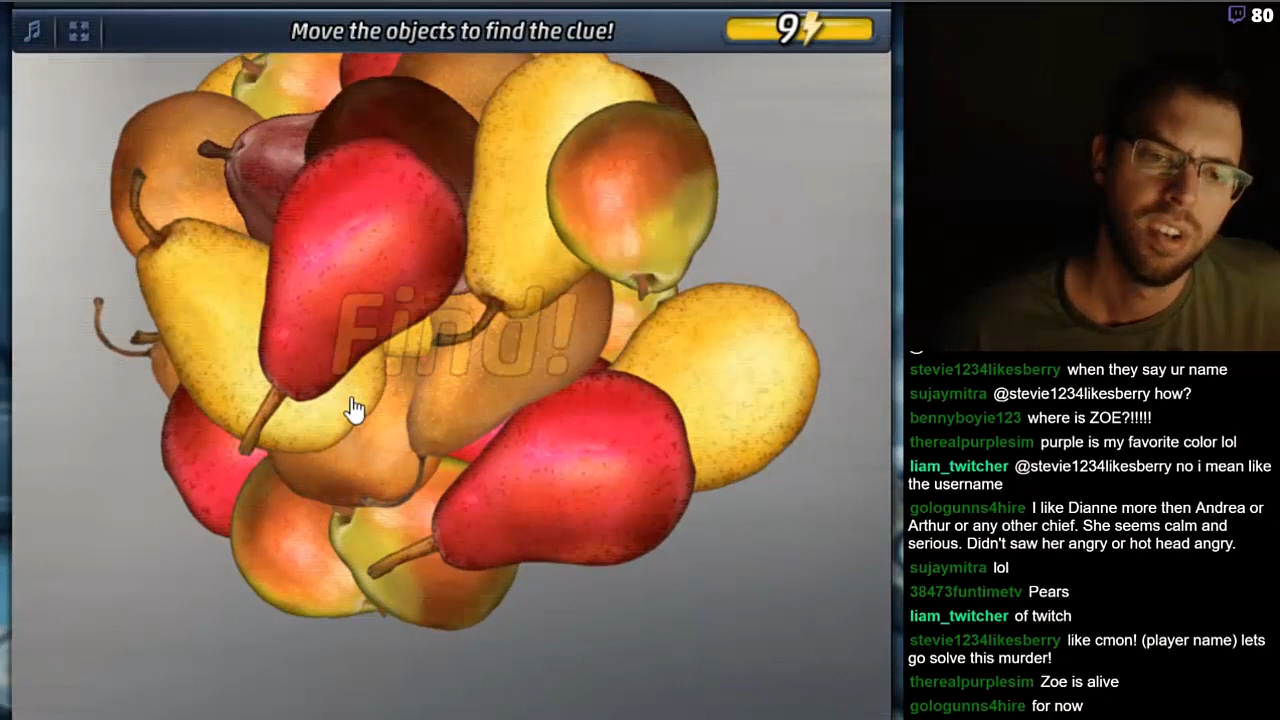 Move the objects to find the clue!
9
80
Find!
@
stevie1234likesberry when they say ur name
sujaymitra @stevie1234likesberry how?
bennyboyie123 where is ZOE?!!!!!
therealpurplesim purple is my favorite color lol
liam_twitcher @stevie1234likesberry no i mean like
the username
gologunns4hire I like Dianne more then Andrea or
Arthur or any other chief. She seems calm and
serious. Didn't saw her angry or hot head angry.
sujaymitra lol
38473funtimetv Pears
liam_twitcher of twitch
stevie1234likesberry like cmon! (player name) lets
go solve this murder!
therealpurplesim Zoe is alive
gologunns4hire for now